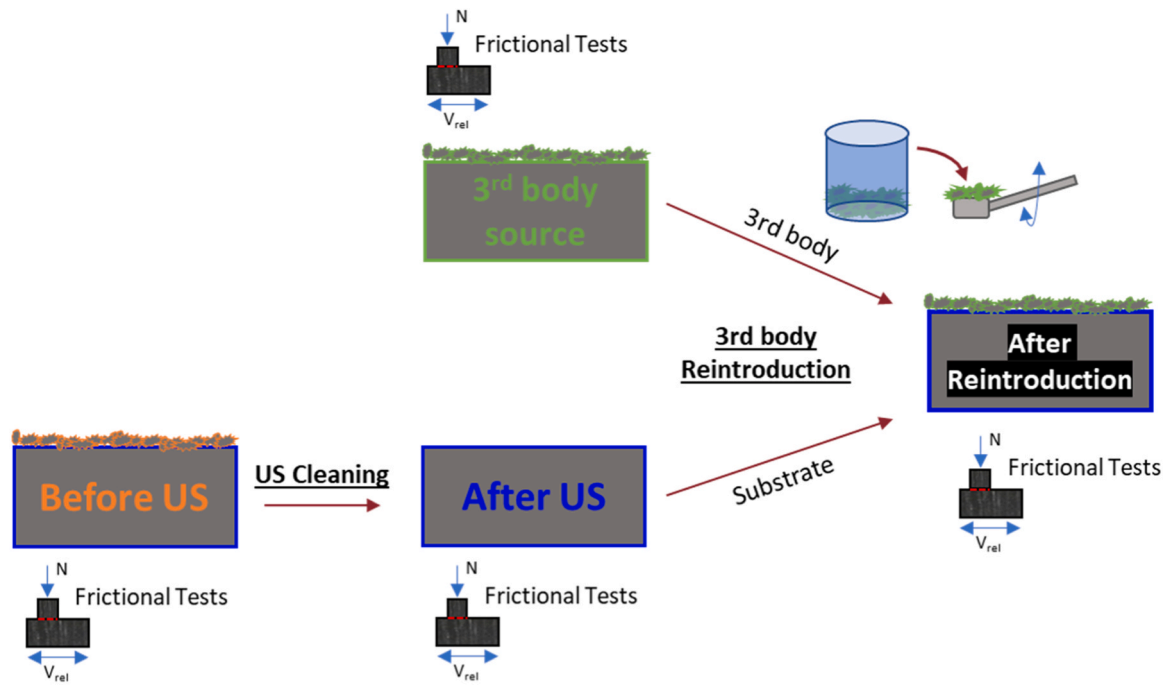 N
Frictional Tests
Vrel
3rd body
source
3rd body
3rd body
Reintroduction
After
Reintroduction
N
Frictional Tests
Vrel
Before US
US Cleaning
After US
Substrate
N
Frictional Tests
Vrel
N
Frictional Tests
Vrel